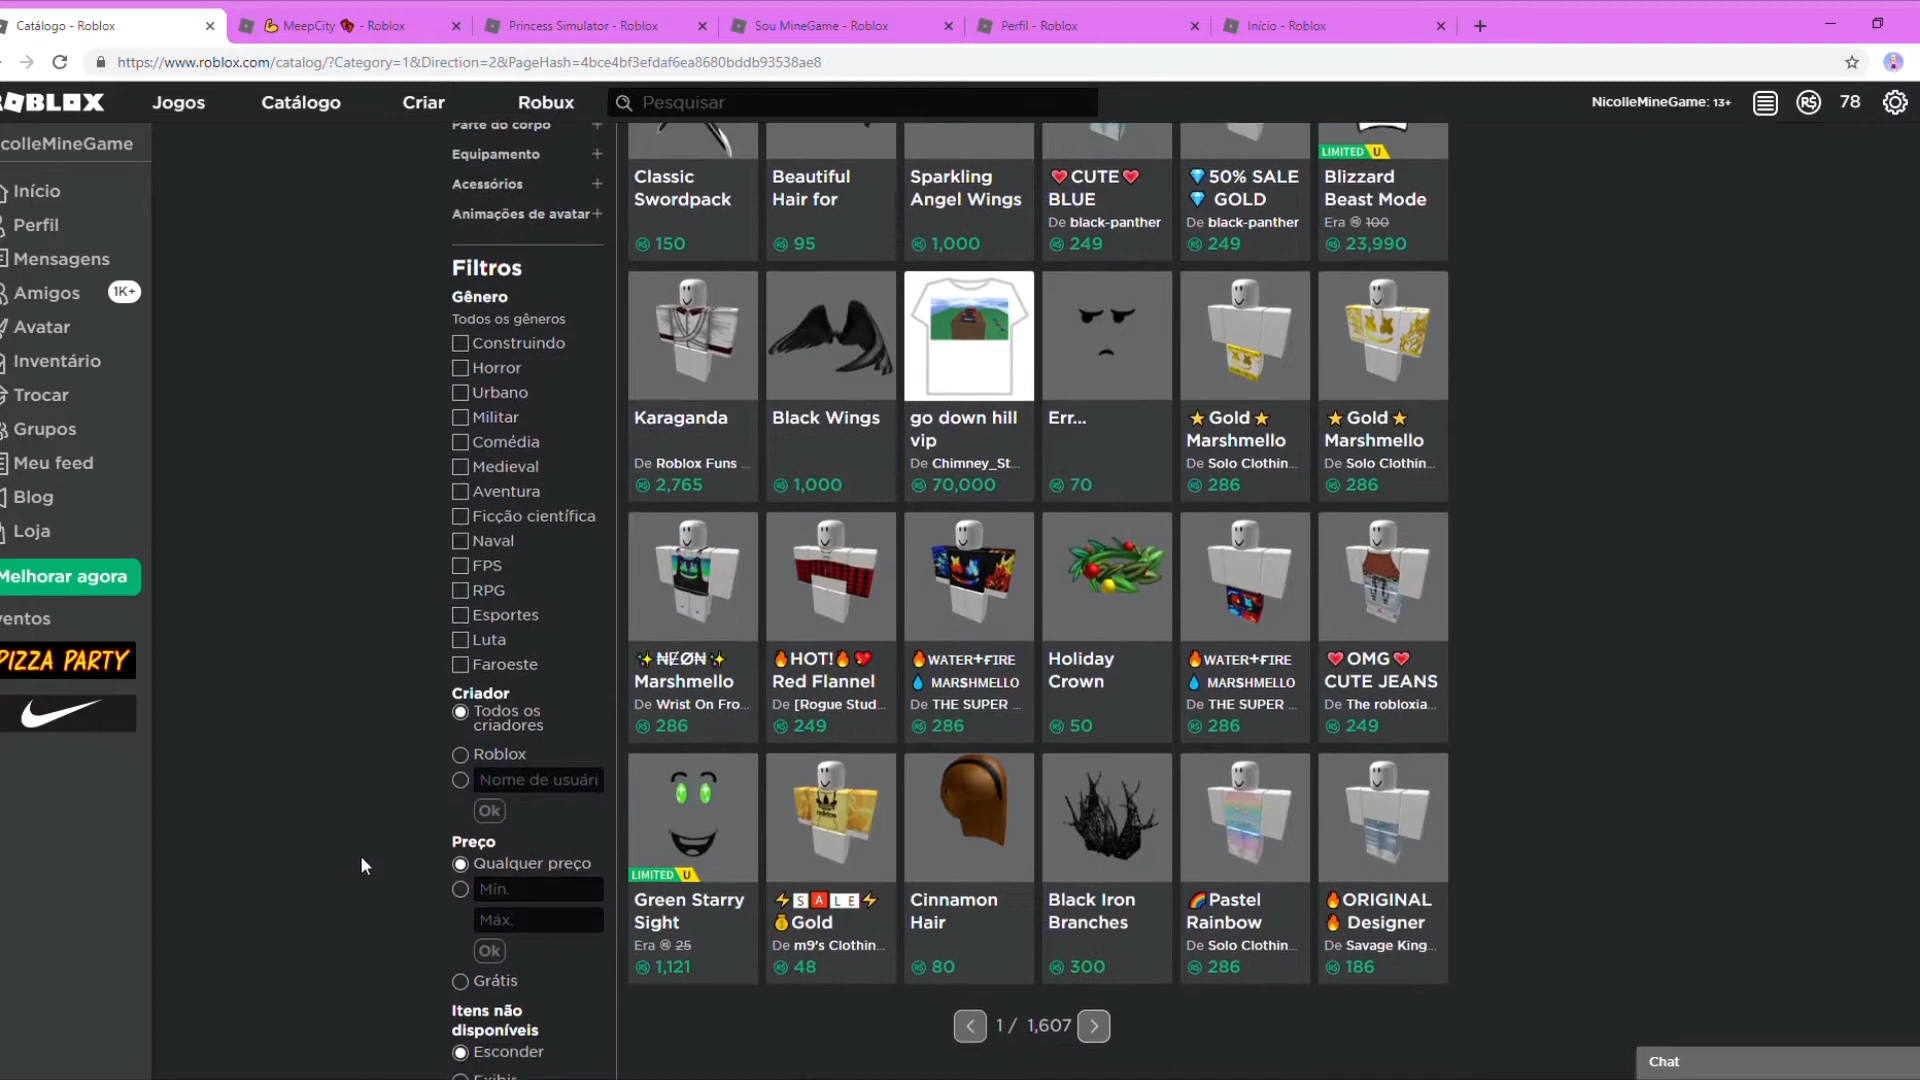 Catálogo - Roblox
💪 MeepCity 👣 - Roblox
Princess Simulator - Roblox
Sou MineGame - Roblox
Perfil - Roblox
Início - Roblox
https://www.roblox.com/catalog/?Category=1&Direction=2&PageHash=4bce4bf3efdaf6ea8680bddb93538ae8
ROBLOX
Jogos
Catálogo
Criar
Robux
Pesquisar
NicolleMineGame: 13+
78
icolleMineGame
Início
Perfil
Mensagens
Amigos
1K+
Avatar
Inventário
Trocar
Grupos
Meu feed
Blog
Loja
Melhorar agora
ventos
PIZZA PARTY
Parte do corpo +
Equipamento +
Acessórios +
Animações de avatar +
Filtros
Gênero
Todos os gêneros
Construindo
Horror
Urbano
Militar
Comédia
Medieval
Aventura
Ficção científica
Naval
FPS
RPG
Esportes
Luta
Faroeste
Criador
Todos os
criadores
Roblox
Nome de usuári
Ok
Preço
Qualquer preço
Mín.
Máx.
Ok
Grátis
Itens não
disponíveis
Esconder
Exibir
Classic
Swordpack
150
Beautiful
Hair for
95
Sparkling
Angel Wings
1,000
❤️CUTE❤️
BLUE
De black-panther
249
💎50% SALE
💎 GOLD
De black-panther
249
LIMITED U
Blizzard
Beast Mode
Era 100
23,990
Karaganda
De Roblox Funs ...
2,765
Black Wings
1,000
go down hill
vip
De Chimney_St...
70,000
Err...
70
⭐Gold⭐
Marshmello
De Solo Clothin...
286
⭐Gold⭐
Marshmello
De Solo Clothin...
286
✨₦ɆØ₦✨
Marshmello
De Wrist On Fro...
286
🔥HOT!🔥💖
Red Flannel
De [Rogue Stud...
249
🔥WATER+FIRE
💧 MARSHMELLO
De THE SUPER ...
286
Holiday
Crown
50
🔥WATER+FIRE
💧 MARSHMELLO
De THE SUPER ...
286
❤️OMG❤️
CUTE JEANS
De The robloxia...
249
LIMITED U
Green Starry
Sight
Era 25
1,121
adidas
⚡🅂🄰🄻🄴⚡
💰Gold
De m9's Clothin...
48
Cinnamon
Hair
80
Black Iron
Branches
300
🌈Pastel
Rainbow
De Solo Clothin...
286
🔥ORIGINAL
🔥 Designer
De Savage King...
186
1 / 1,607
Chat